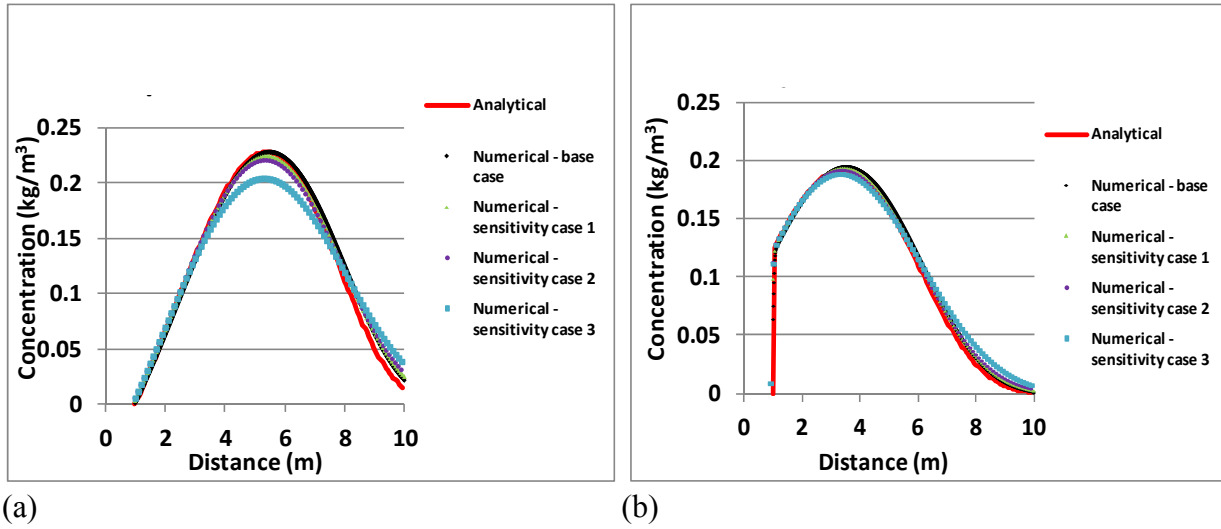 0.25
0.2
0.15
0.1
0.05
0
0 2 4 6 8 10
Concentration (kg/m³)
Distance (m)
Analytical
Numerical - base
case
Numerical -
sensitivity case 1
Numerical -
sensitivity case 2
Numerical -
sensitivity case 3
(a)
0.25
0.2
0.15
0.1
0.05
0
0 2 4 6 8 10
Concentration (kg/m³)
Distance (m)
Analytical
Numerical - base
case
Numerical -
sensitivity case 1
Numerical -
sensitivity case 2
Numerical -
sensitivity case 3
(b)